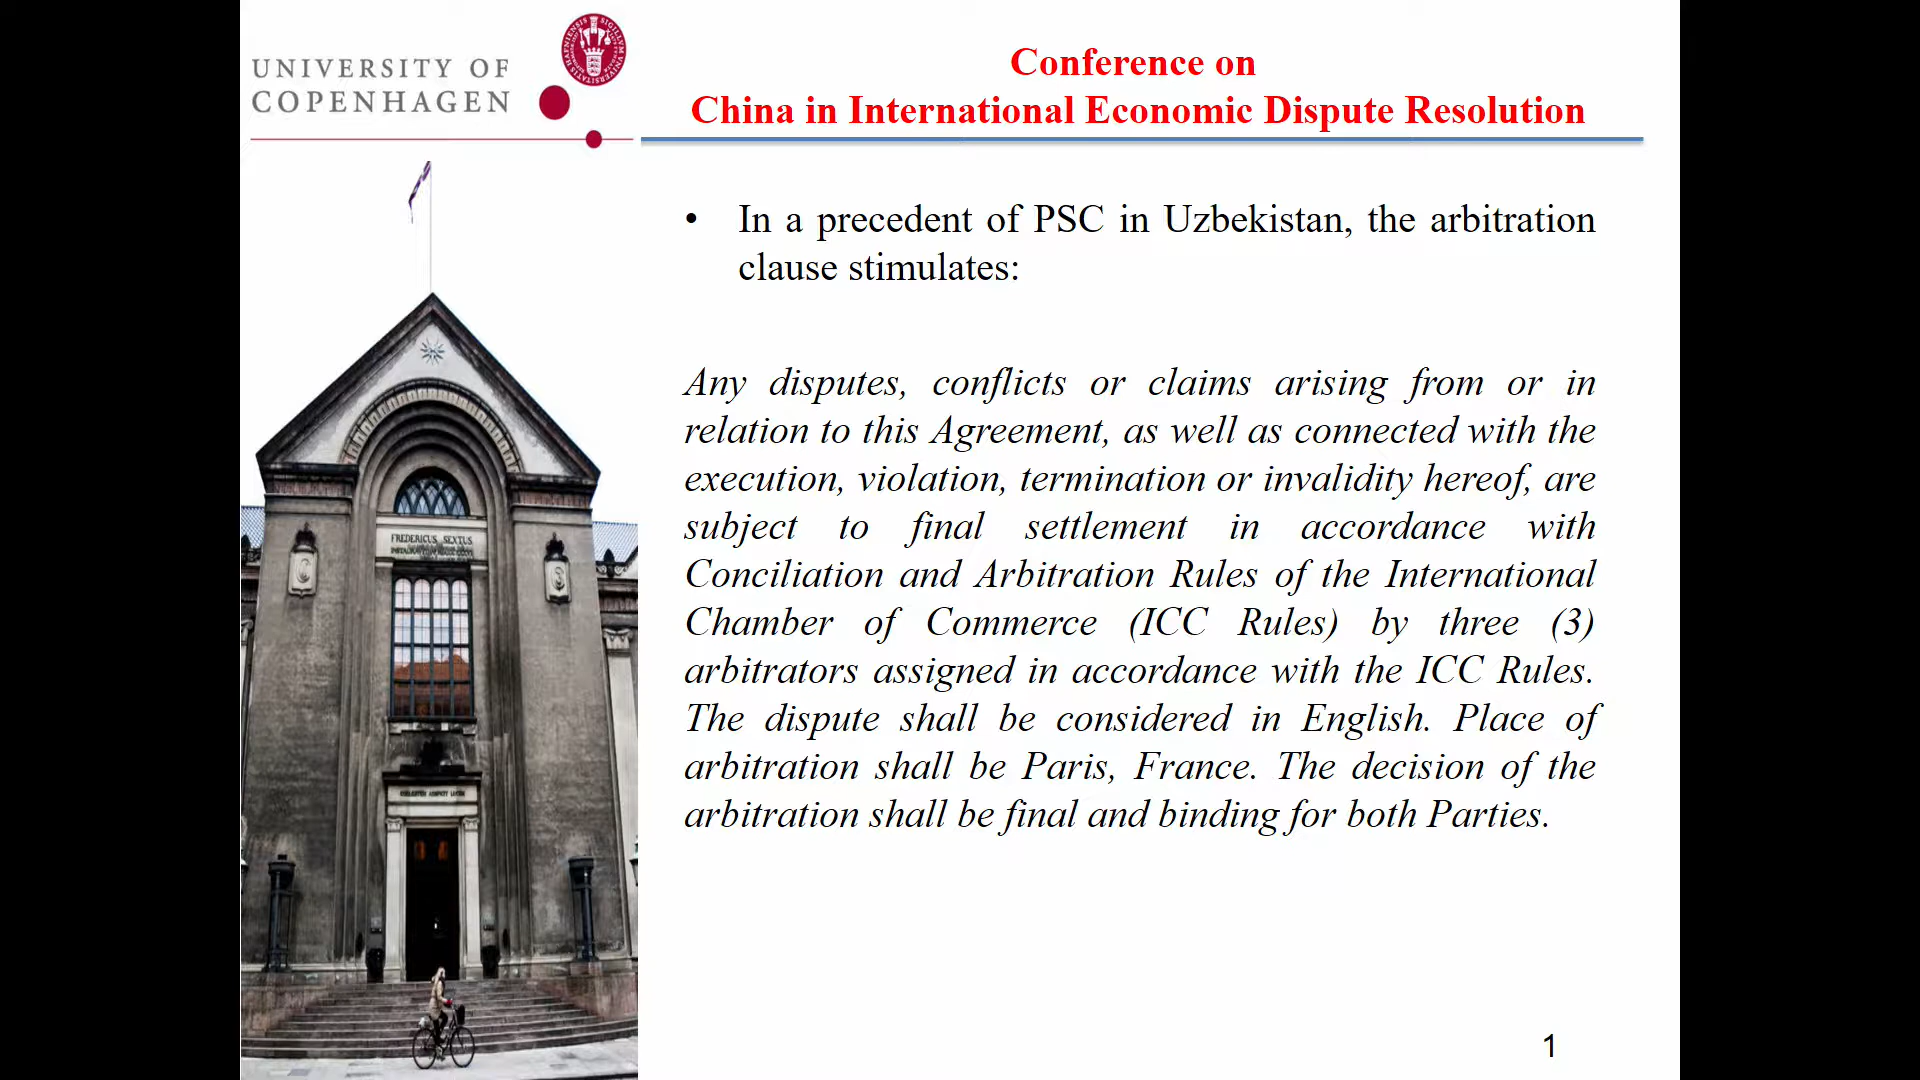 UNIVERSITY OF
COPENHAGEN
Conference on
China in International Economic Dispute Resolution
• In a precedent of PSC in Uzbekistan, the arbitration
clause stimulates:
Any disputes, conflicts or claims arising from or in
relation to this Agreement, as well as connected with the
execution, violation, termination or invalidity hereof, are
subject to final settlement in accordance with
Conciliation and Arbitration Rules of the International
Chamber of Commerce (ICC Rules) by three (3)
arbitrators assigned in accordance with the ICC Rules.
The dispute shall be considered in English. Place of
arbitration shall be Paris, France. The decision of the
arbitration shall be final and binding for both Parties.
FREDERICUS SEXTUS
1